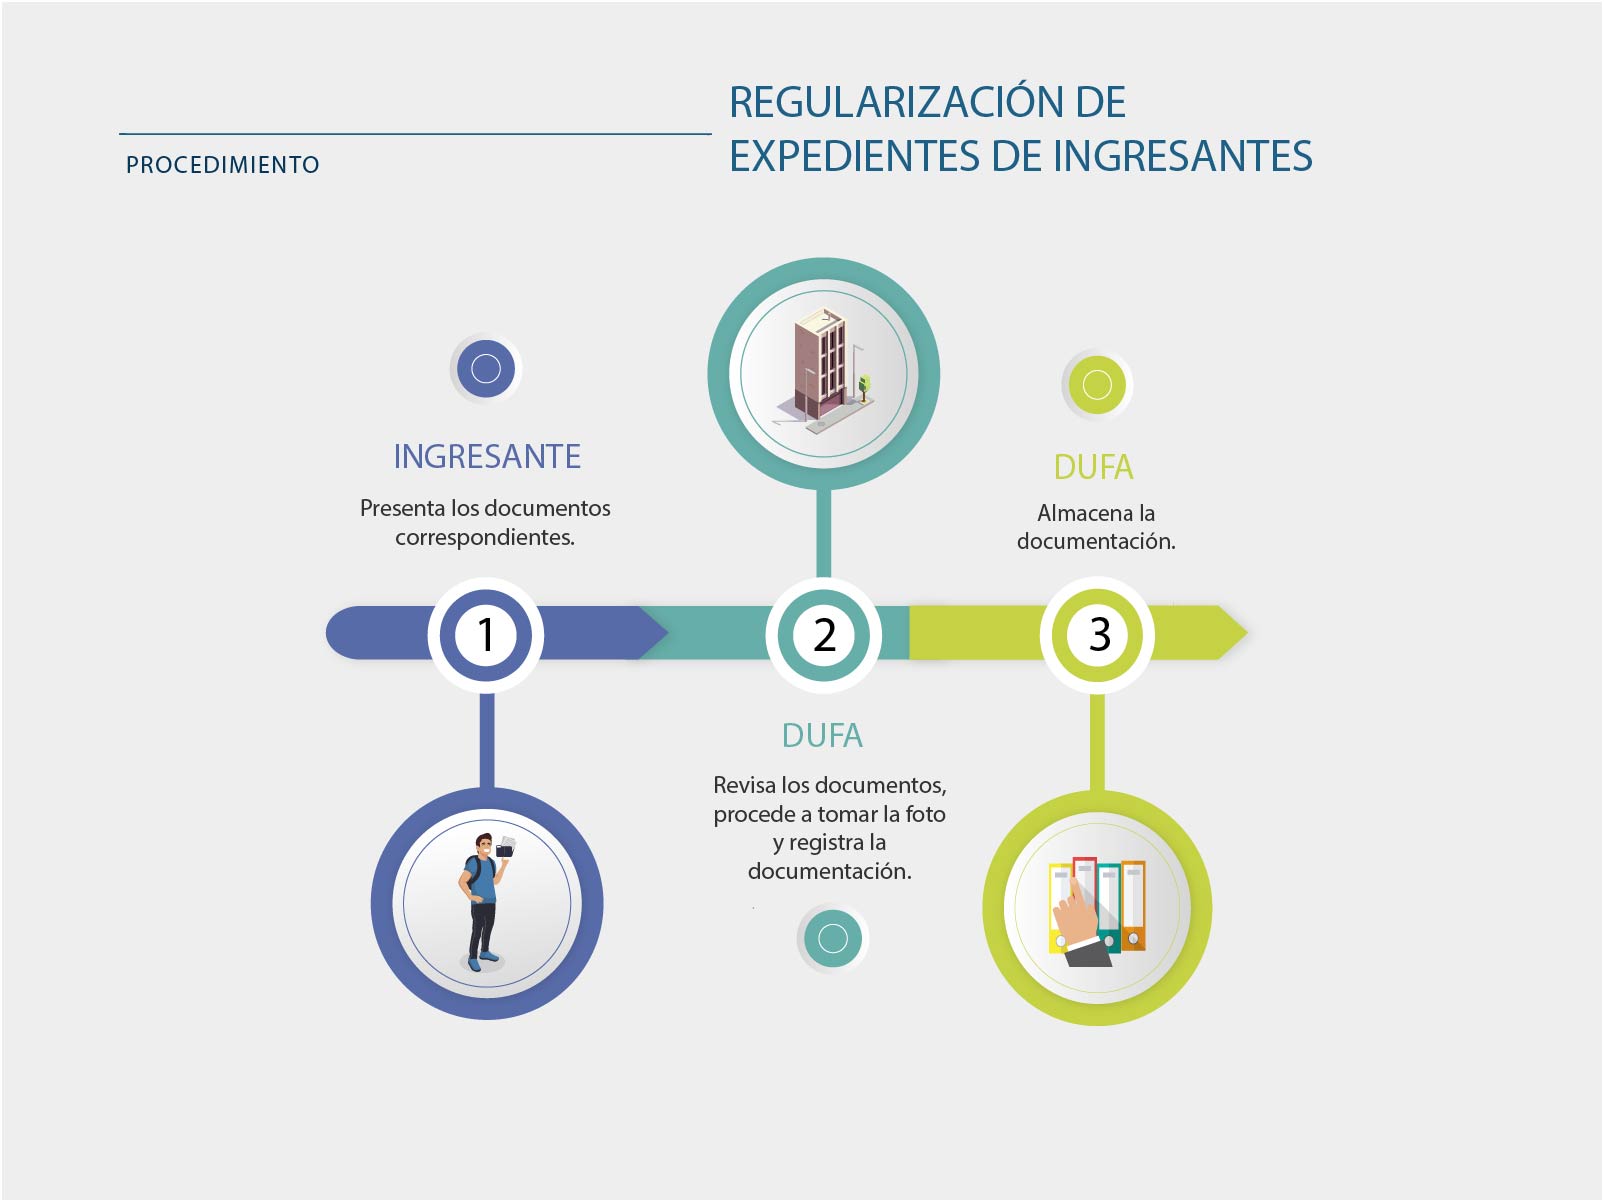 REGULARIZACIÓN DE
EXPEDIENTES DE INGRESANTES
PROCEDIMIENTO
INGRESANTE
Presenta los documentos
correspondientes.
DUFA
Almacena la
documentación.
1
2
3
DUFA
Revisa los documentos,
procede a tomar la foto
y registra la
documentación.